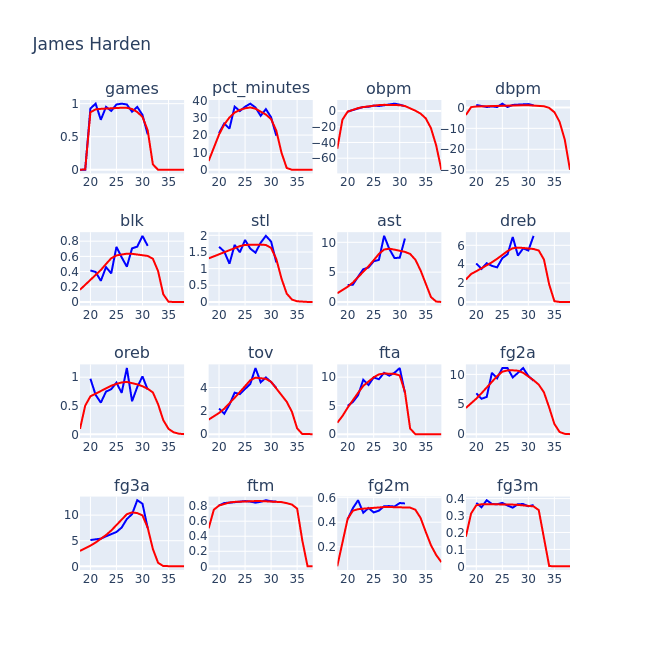 James Harden
games pct_minutes obpm dbpm
1 0.5 0
40 30 20 10 0
0 −20 −40 −60
0 −10 −20 −30
20 25 30 35 20 25 30 35 20 25 30 35 20 25 30 35
blk stl ast dreb
0.8 0.6 0.4 0.2 0
2 1.5 1 0.5 0
10 5 0
6 4 2 0
20 25 30 35 20 25 30 35 20 25 30 35 20 25 30 35
oreb tov fta fg2a
1 0.5 0
4 2 0
10 5 0
10 5 0
20 25 30 35 20 25 30 35 20 25 30 35 20 25 30 35
fg3a ftm fg2m fg3m
10 5 0
0.8 0.6 0.4 0.2 0
0.6 0.4 0.2
0.4 0.3 0.2 0.1 0
20 25 30 35 20 25 30 35 20 25 30 35 20 25 30 35